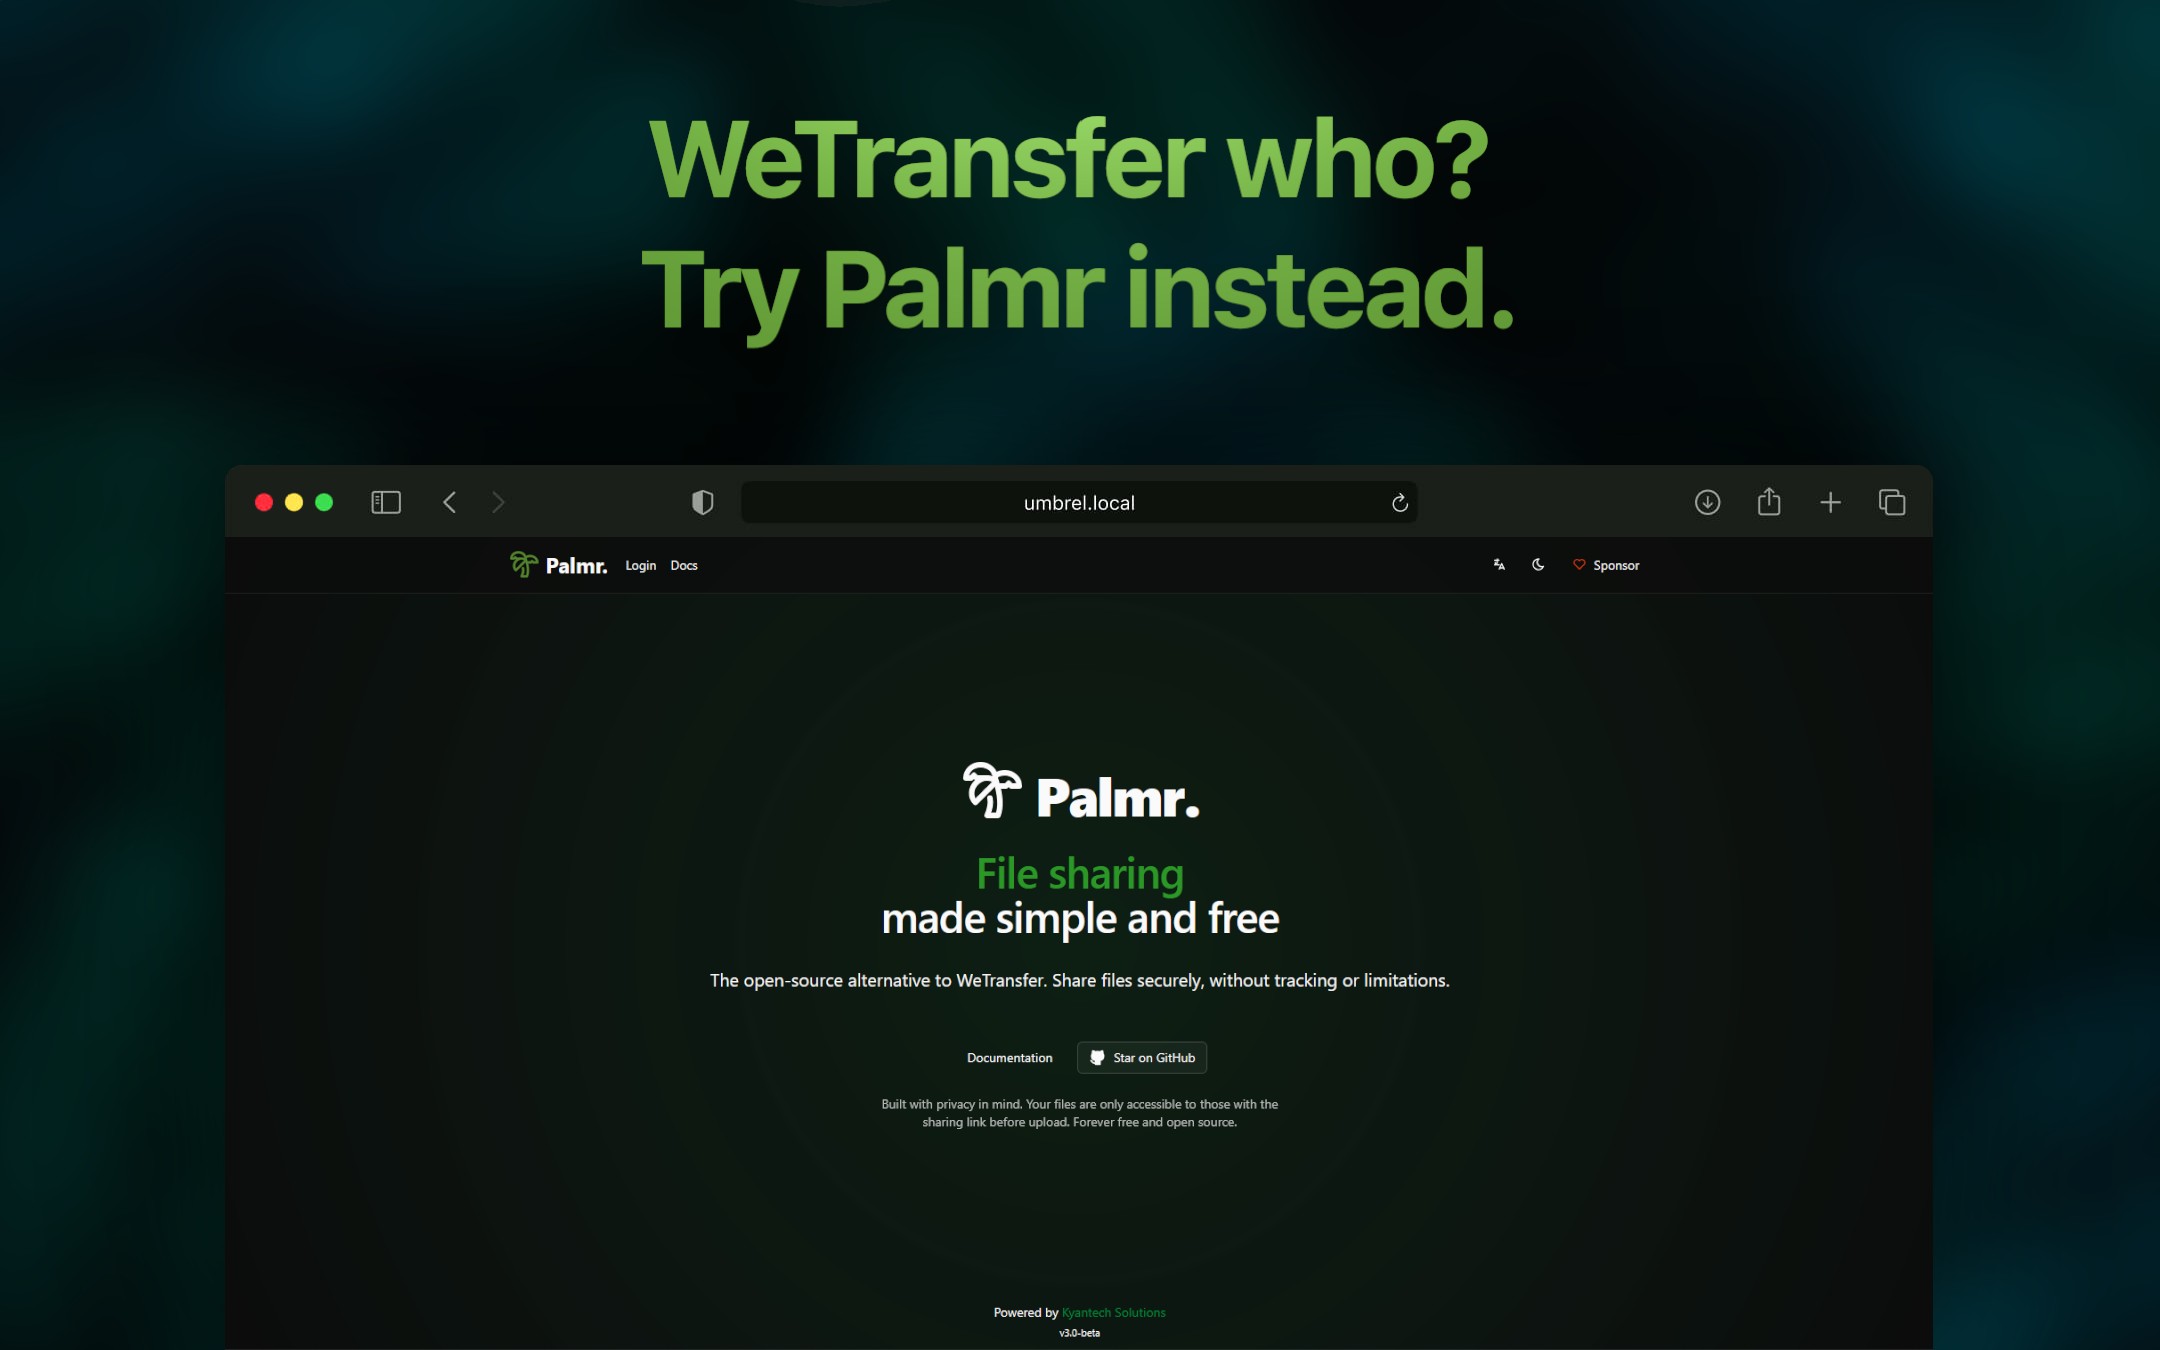 WeTransfer who?
Try Palmr instead.
umbrel.local
Palmr. Login Docs Sponsor
Palmr.
File sharing
made simple and free
The open-source alternative to WeTransfer. Share files securely, without tracking or limitations.
Documentation Star on GitHub
Built with privacy in mind. Your files are only accessible to those with the
sharing link before upload. Forever free and open source.
Powered by Kyantech Solutions
v3.0-beta